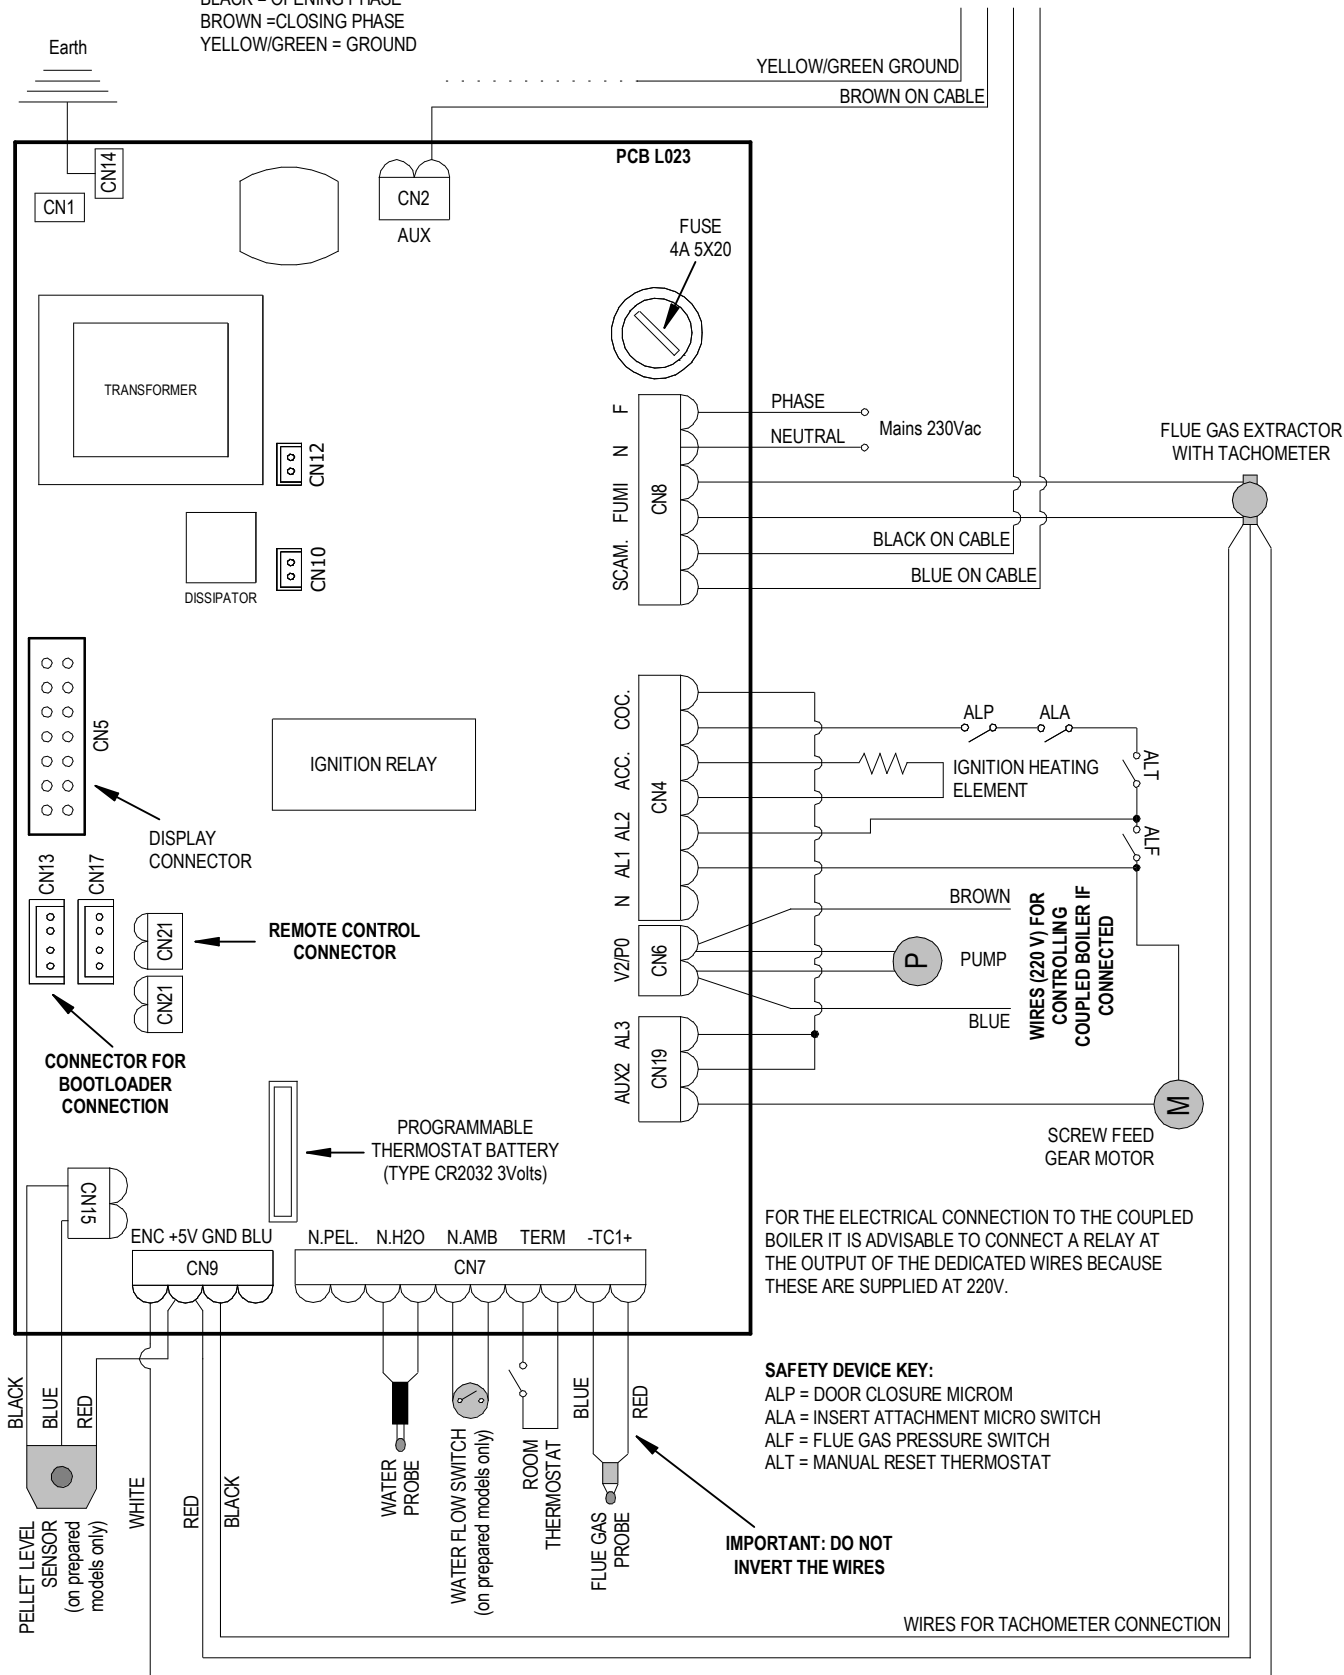 BLACK = OPENING PHASE
BROWN =CLOSING PHASE
YELLOW/GREEN = GROUND
Earth
YELLOW/GREEN GROUND
BROWN ON CABLE
PCB L023
CN14
CN1
CN2
AUX
FUSE
4A 5X20
TRANSFORMER
CN12
DISSIPATOR
CN10
F
N
FUMI
SCAM.
CN8
PHASE
NEUTRAL
Mains 230Vac
FLUE GAS EXTRACTOR
WITH TACHOMETER
BLACK ON CABLE
BLUE ON CABLE
CN5
DISPLAY
CONNECTOR
IGNITION RELAY
COC.
ACC.
AL2
AL1
N
CN4
ALP
ALA
ALT
ALF
IGNITION HEATING
ELEMENT
CN13
CN17
CN21
CN21
REMOTE CONTROL
CONNECTOR
CONNECTOR FOR
BOOTLOADER
CONNECTION
V2/P0
CN6
BROWN
P
PUMP
BLUE
WIRES (220 V) FOR
CONTROLLING
COUPLED BOILER IF
CONNECTED
AL3
AUX2
CN19
M
SCREW FEED
GEAR MOTOR
PROGRAMMABLE
THERMOSTAT BATTERY
(TYPE CR2032 3Volts)
CN15
ENC +5V GND BLU
CN9
N.PEL. N.H2O N.AMB TERM -TC1+
CN7
FOR THE ELECTRICAL CONNECTION TO THE COUPLED
BOILER IT IS ADVISABLE TO CONNECT A RELAY AT
THE OUTPUT OF THE DEDICATED WIRES BECAUSE
THESE ARE SUPPLIED AT 220V.
SAFETY DEVICE KEY:
ALP = DOOR CLOSURE MICROM
ALA = INSERT ATTACHMENT MICRO SWITCH
ALF = FLUE GAS PRESSURE SWITCH
ALT = MANUAL RESET THERMOSTAT
BLACK
BLUE
RED
PELLET LEVEL
SENSOR
(on prepared
models only)
WHITE
RED
BLACK
WATER
PROBE
WATER FLOW SWITCH
(on prepared models only)
ROOM
THERMOSTAT
BLUE
RED
FLUE GAS
PROBE
IMPORTANT: DO NOT
INVERT THE WIRES
WIRES FOR TACHOMETER CONNECTION